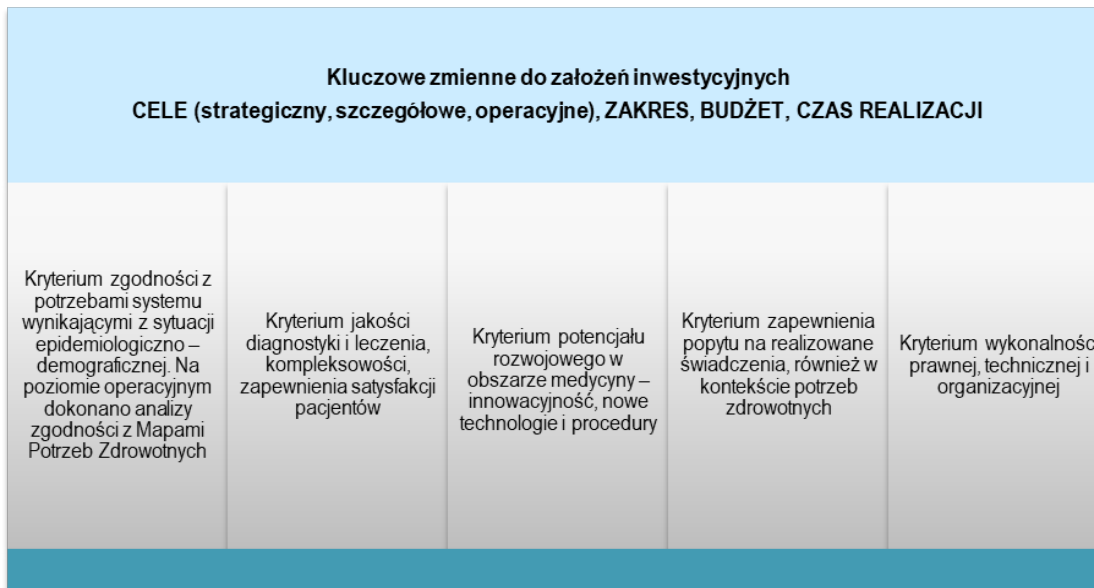 Kluczowe zmienne do założeń inwestycyjnych
CELE (strategiczny, szczegółowe, operacyjne), ZAKRES, BUDŻET, CZAS REALIZACJI
Kryterium zgodności z
potrzebami systemu
wynikającymi z sytuacji
epidemiologiczno –
demograficznej. Na
poziomie operacyjnym
dokonano analizy
zgodności z Mapami
Potrzeb Zdrowotnych
Kryterium jakości
diagnostyki i leczenia,
kompleksowości,
zapewnienia satysfakcji
pacjentów
Kryterium potencjału
rozwojowego w
obszarze medycyny –
innowacyjność, nowe
technologie i procedury
Kryterium zapewnienia
popytu na realizowane
świadczenia, również w
kontekście potrzeb
zdrowotnych
Kryterium wykonalności
prawnej, technicznej i
organizacyjnej